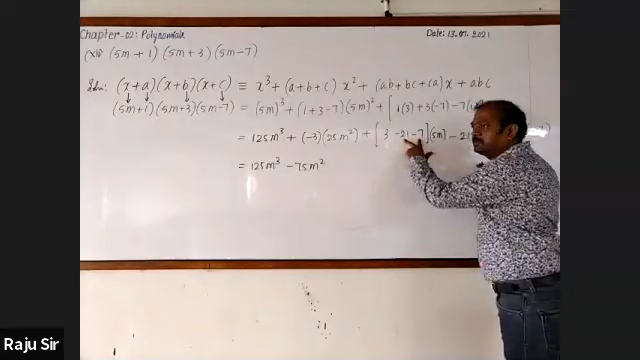 Chapter-02: Polynomials
Date: 13.07.2021
(XII) (5m + 1) (5m + 3) (5m - 7)
Soln: (x + a) (x + b) (x + c) ≡ x³ + (a + b + c) x² + (ab + bc + ca) x + abc
(5m + 1) (5m + 3) (5m - 7) = (5m)³ + (1 + 3 - 7) (5m)² + [ 1(3) + 3(-7) - 7(1)
= 125m³ + (-3) (25m²) + [ 3 - 21 - 7 ] (5m) - 21
= 125m³ - 75m²
Raju Sir